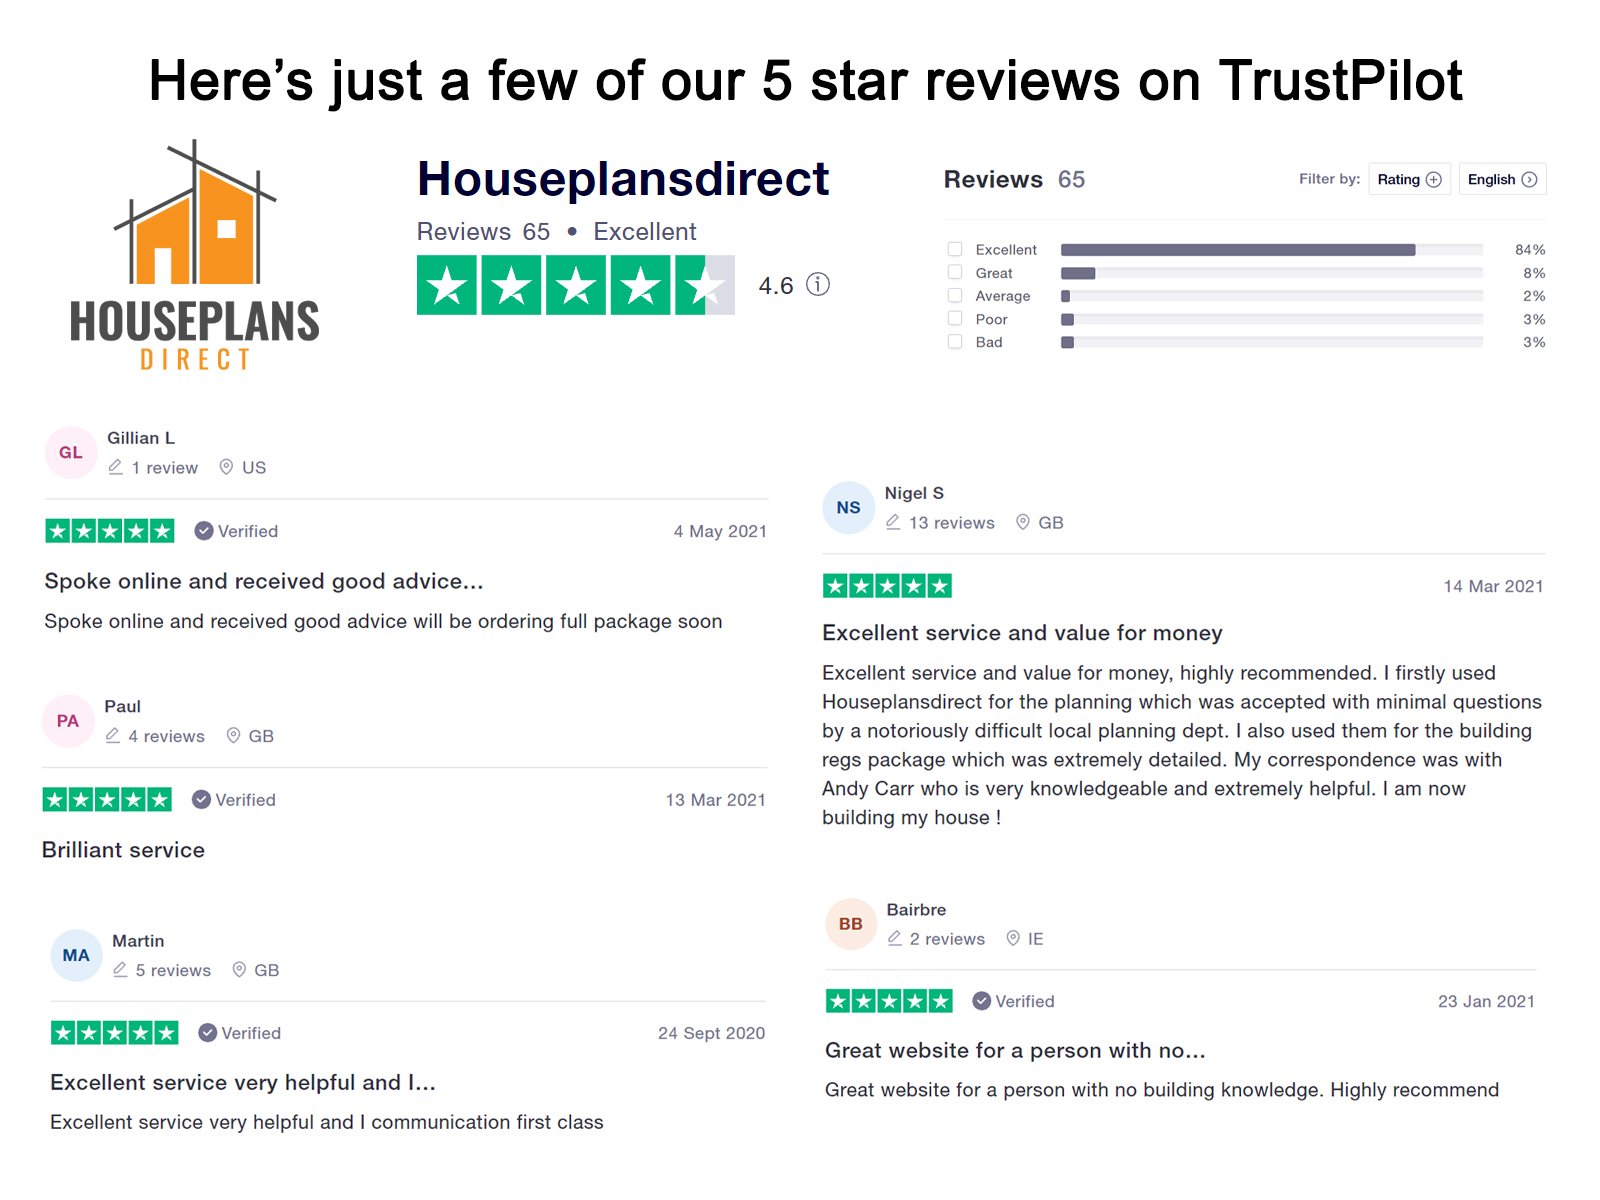 Here’s just a few of our 5 star reviews on TrustPilot
HOUSEPLANS
DIRECT
Houseplansdirect
Reviews 65 • Excellent
4.6
Reviews 65
Filter by: Rating English
Excellent 84%
Great 8%
Average 2%
Poor 3%
Bad 3%
GL
Gillian L
1 review US
Verified 4 May 2021
Spoke online and received good advice...
Spoke online and received good advice will be ordering full package soon
PA
Paul
4 reviews GB
Verified 13 Mar 2021
Brilliant service
MA
Martin
5 reviews GB
Verified 24 Sept 2020
Excellent service very helpful and I...
Excellent service very helpful and I communication first class
NS
Nigel S
13 reviews GB
14 Mar 2021
Excellent service and value for money
Excellent service and value for money, highly recommended. I firstly used
Houseplansdirect for the planning which was accepted with minimal questions
by a notoriously difficult local planning dept. I also used them for the building
regs package which was extremely detailed. My correspondence was with
Andy Carr who is very knowledgeable and extremely helpful. I am now
building my house !
BB
Bairbre
2 reviews IE
Verified 23 Jan 2021
Great website for a person with no...
Great website for a person with no building knowledge. Highly recommend